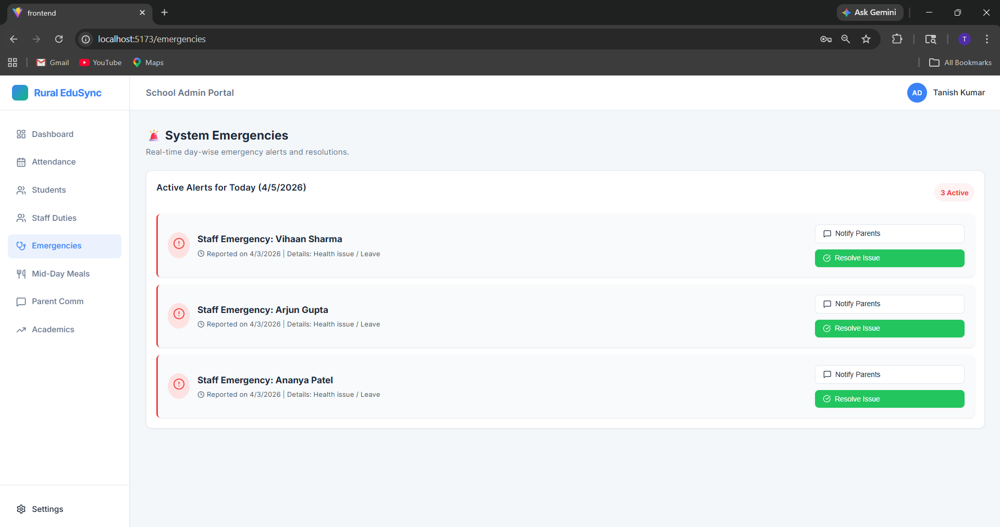 frontend
Ask Gemini
localhost:5173/emergencies
T
Gmail
YouTube
Maps
All Bookmarks
Rural EduSync
School Admin Portal
AD
Tanish Kumar
Dashboard
Attendance
Students
Staff Duties
Emergencies
Mid-Day Meals
Parent Comm
Academics
Settings
System Emergencies
Real-time day-wise emergency alerts and resolutions.
Active Alerts for Today (4/5/2026)
3 Active
Staff Emergency: Vihaan Sharma
Reported on 4/3/2026 | Details: Health issue / Leave
Notify Parents
Resolve Issue
Staff Emergency: Arjun Gupta
Reported on 4/3/2026 | Details: Health issue / Leave
Notify Parents
Resolve Issue
Staff Emergency: Ananya Patel
Reported on 4/3/2026 | Details: Health issue / Leave
Notify Parents
Resolve Issue